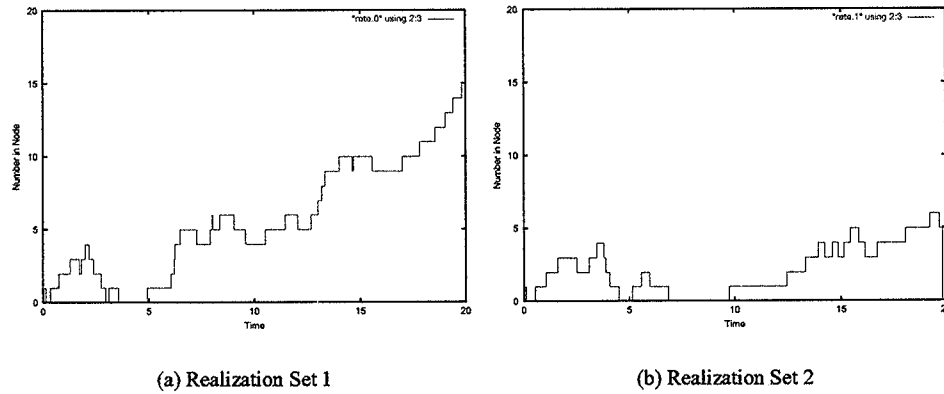 20
15
10
5
0
Number in Node
"rate.0" using 2:3
0 5 10 15 20
Time
(a) Realization Set 1
20
15
10
5
0
Number in Node
"rate.1" using 2:3
0 5 10 15 2
Time
(b) Realization Set 2